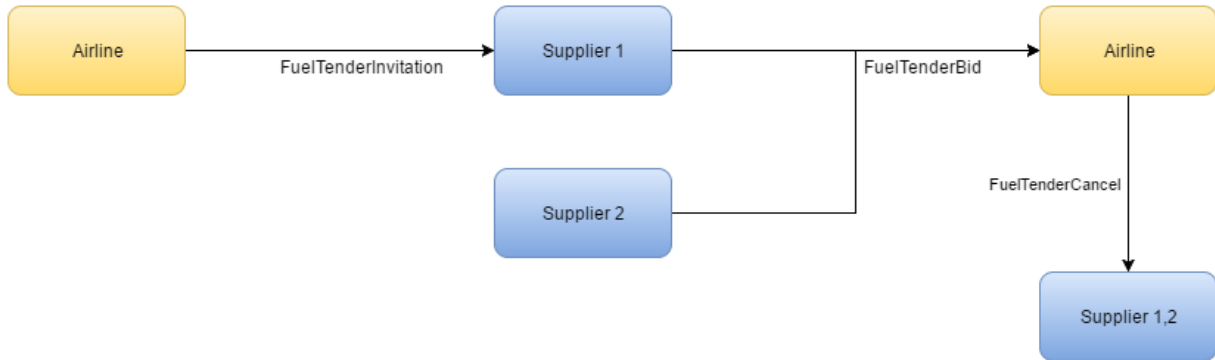 Airline
FuelTenderInvitation
Supplier 1
FuelTenderBid
Airline
Supplier 2
FuelTenderCancel
Supplier 1,2